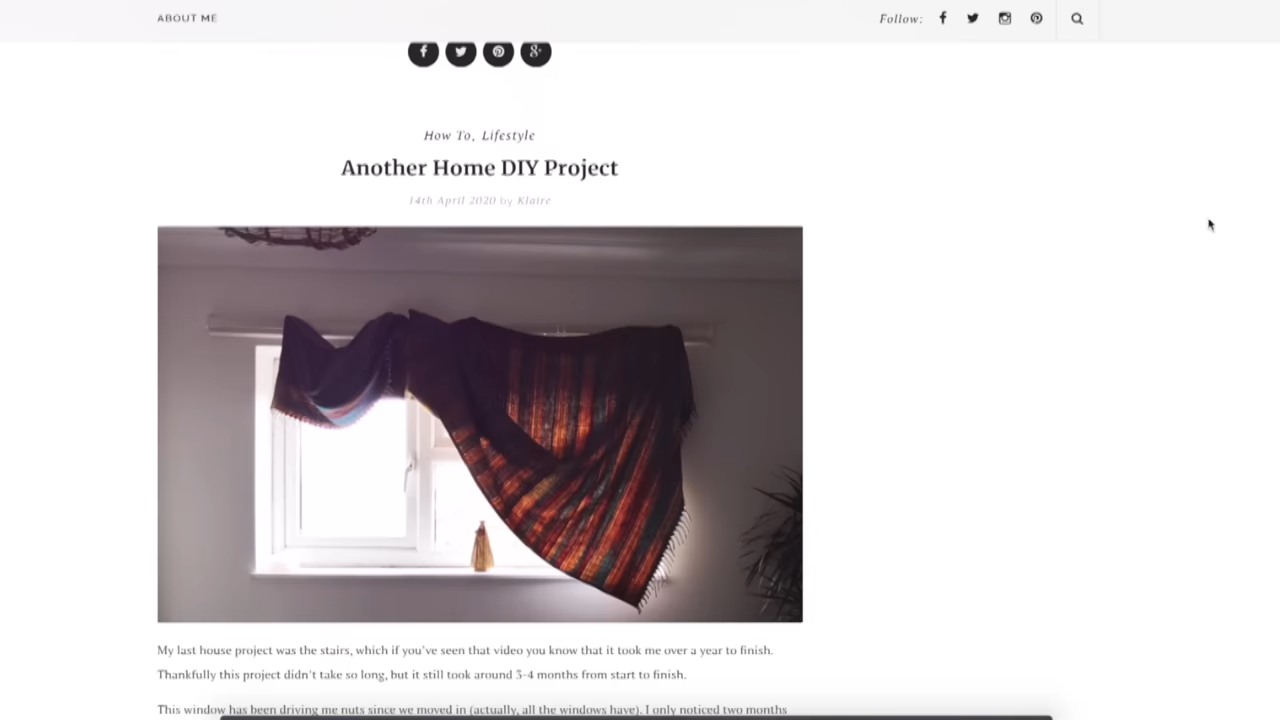 ABOUT ME
Follow:
How To, Lifestyle
Another Home DIY Project
14th April 2020 by Klaire
My last house project was the stairs, which if you've seen that video you know that it took me over a year to finish.
Thankfully this project didn't take so long, but it still took around 3-4 months from start to finish.
This window has been driving me nuts since we moved in (actually, all the windows have). I only noticed two months